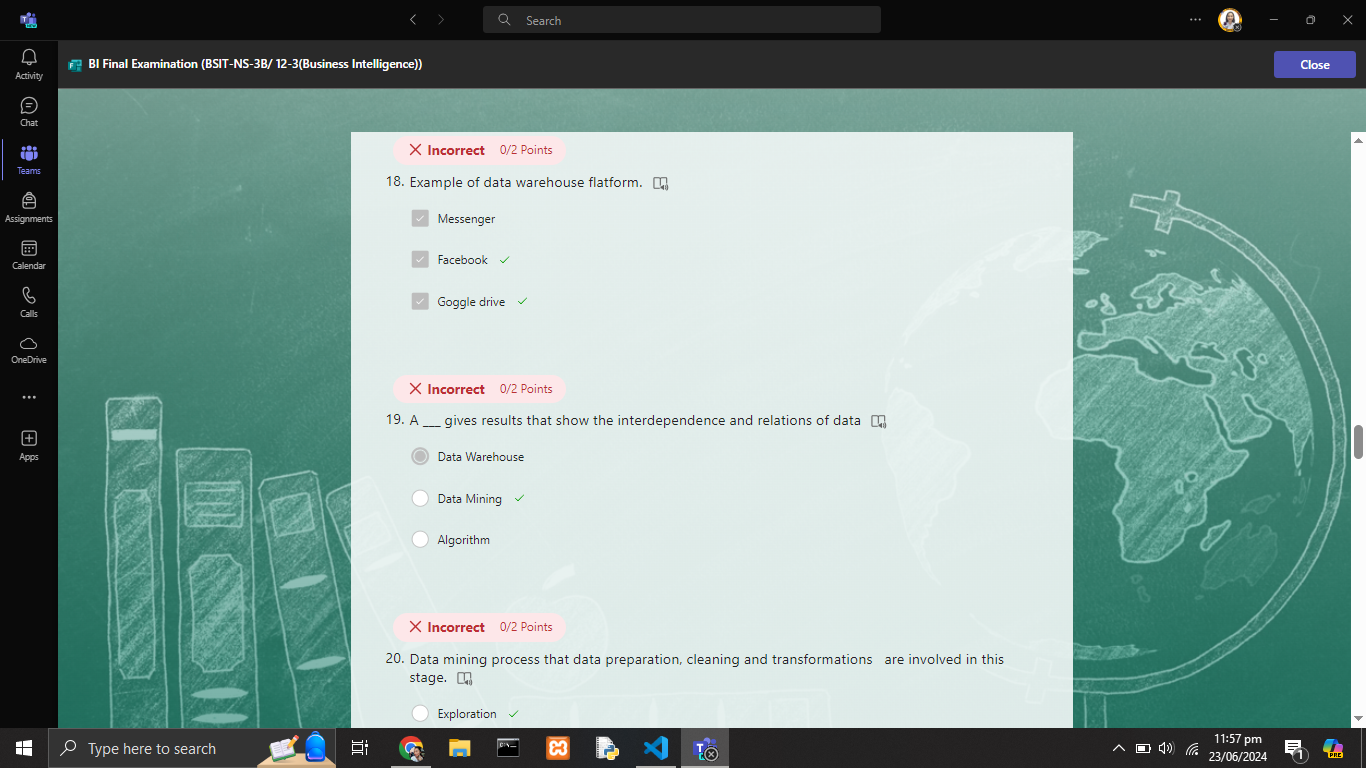 Search
BI Final Examination (BSIT-NS-3B/ 12-3(Business Intelligence))
Close
Activity
Chat
Teams
Assignments
Calendar
Calls
OneDrive
Apps
Incorrect 0/2 Points
18. Example of data warehouse flatform.
Messenger
Facebook
Goggle drive
Incorrect 0/2 Points
19. A ___ gives results that show the interdependence and relations of data
Data Warehouse
Data Mining
Algorithm
Incorrect 0/2 Points
20. Data mining process that data preparation, cleaning and transformations are involved in this
stage.
Exploration
Type here to search
11:57 pm
23/06/2024
1
PRE